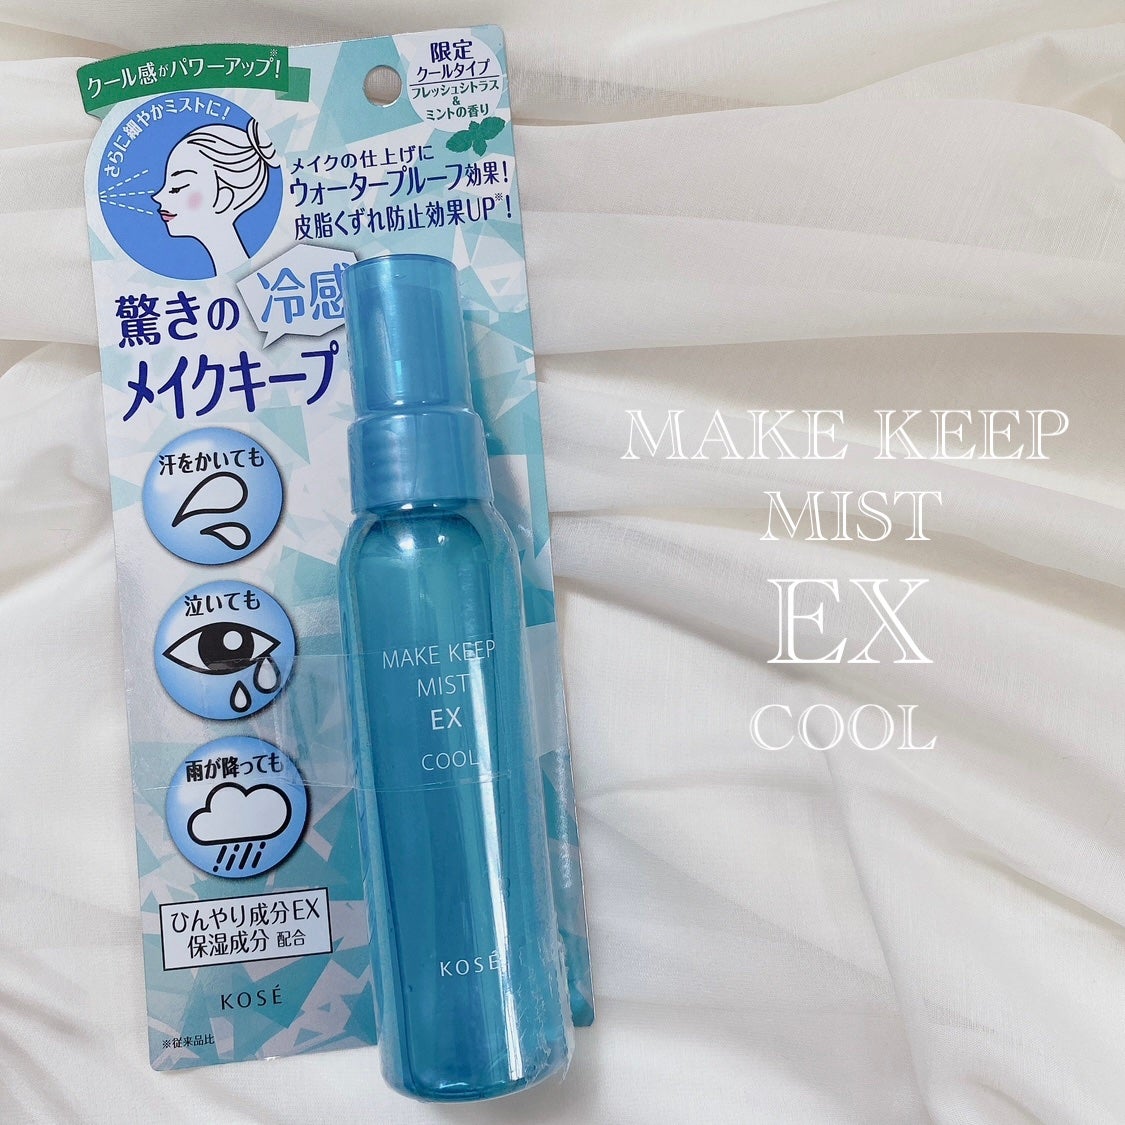 クール感がパワーアップ※!
さらに細やかミストに!
限定
クールタイプ
フレッシュシトラス
&
ミントの香り
メイクの仕上げに
ウォータープルーフ効果!
皮脂くずれ防止効果UP※!
驚きの
冷感
メイクキープ
汗をかいても
泣いても
雨が降っても
ひんやり成分EX
保湿成分 配合
KOSÉ
※従来品比
MAKE KEEP
MIST
EX
COOL
KOSÉ
MAKE KEEP
MIST
EX
COOL